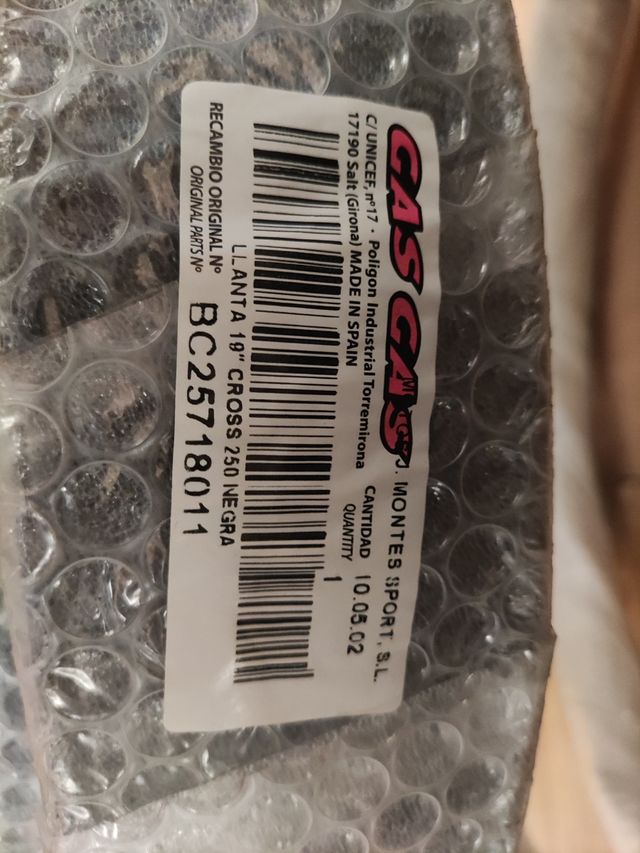 GAS GAS J. MONTES SPORT, S.L.
C/ UNICEF, nº17 - Poligon Industrial Torremirona
17190 Salt (Girona) MADE IN SPAIN
CANTIDAD 10.05.02
QUANTITY 1
LLANTA 19" CROSS 250 NEGRA
RECAMBIO ORIGINAL Nº
ORIGINAL PARTS Nº
BC25718011